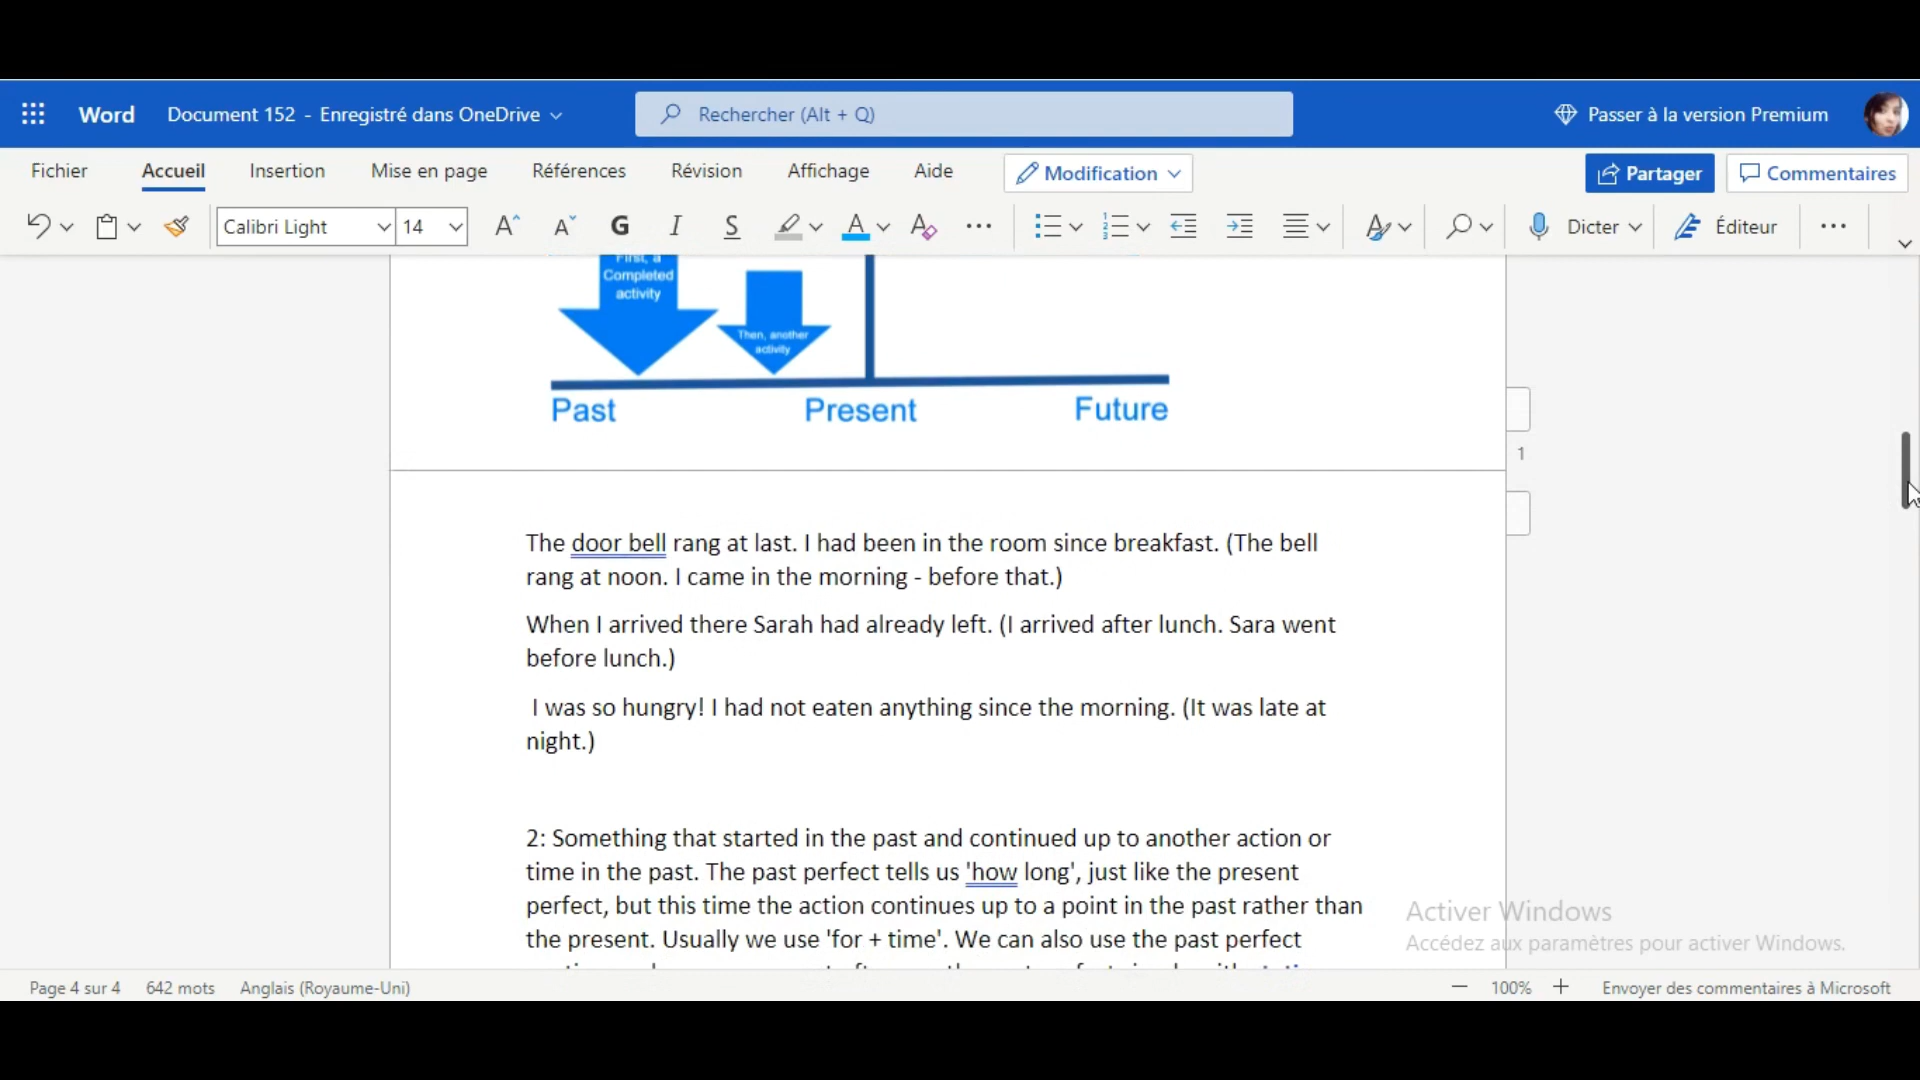 Word Document 152 - Enregistré dans OneDrive Rechercher (Alt + Q) Passer à la version Premium
Fichier Accueil Insertion Mise en page Références Révision Affichage Aide Modification Partager Commentaires
Calibri Light 14 G I S A Dicter Éditeur
First, a
Completed
activity
Then, another
activity
Past Present Future
1
The door bell rang at last. I had been in the room since breakfast. (The bell
rang at noon. I came in the morning - before that.)
When I arrived there Sarah had already left. (I arrived after lunch. Sara went
before lunch.)
I was so hungry! I had not eaten anything since the morning. (It was late at
night.)
2: Something that started in the past and continued up to another action or
time in the past. The past perfect tells us 'how long', just like the present
perfect, but this time the action continues up to a point in the past rather than
the present. Usually we use 'for + time'. We can also use the past perfect
Activer Windows
Accédez aux paramètres pour activer Windows.
Page 4 sur 4 642 mots Anglais (Royaume-Uni) 100% Envoyer des commentaires à Microsoft